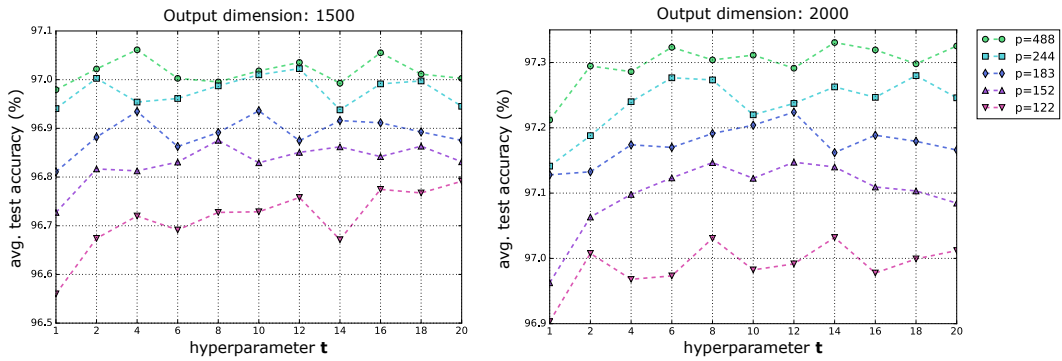 Output dimension: 1500
97.1
97.0
96.9
96.8
96.7
96.6
96.5
avg. test accuracy (%)
1 2 4 6 8 10 12 14 16 18 20
hyperparameter t
Output dimension: 2000
97.3
97.2
97.1
97.0
96.9
avg. test accuracy (%)
1 2 4 6 8 10 12 14 16 18 20
hyperparameter t
p=488
p=244
p=183
p=152
p=122